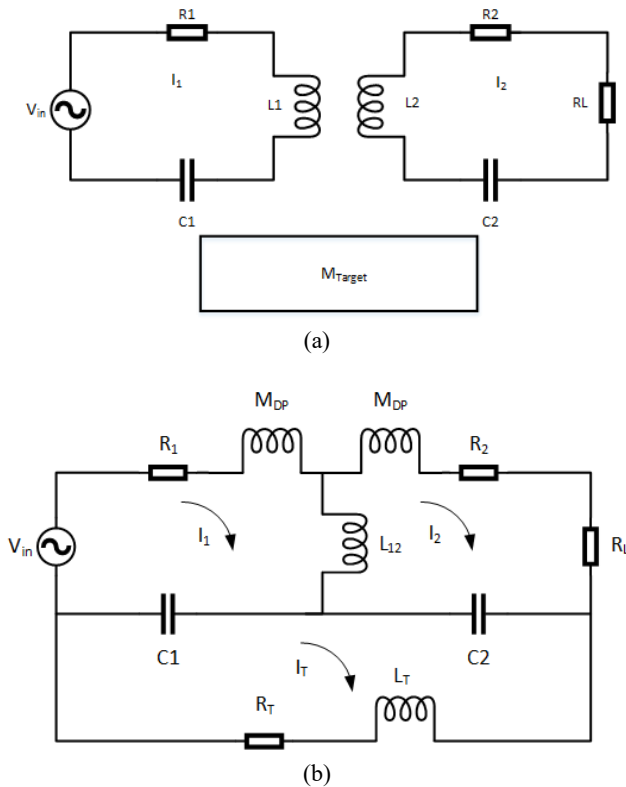 R1
R2
I1
I2
Vin
L1
L2
RL
C1
C2
MTarget
(a)
MDP
MDP
R1
R2
Vin
I1
L12
I2
RL
C1
C2
IT
LT
RT
(b)